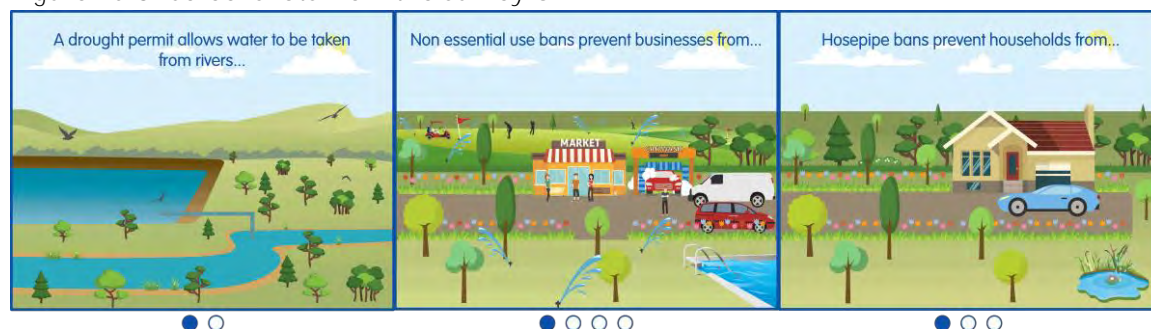 A drought permit allows water to be taken
from rivers...
Non essential use bans prevent businesses from...
Hosepipe bans prevent households from...
MARKET